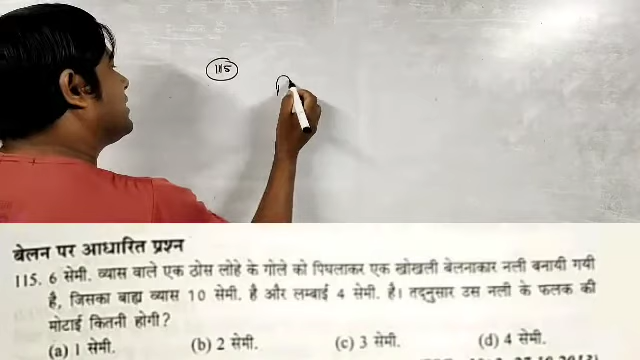 115
बेलन पर आधारित प्रश्न
115. 6 सेमी. व्यास वाले एक ठोस लोहे के गोले को पिघलाकर एक खोखली बेलनाकार नली बनायी गयी
है, जिसका बाह्य व्यास 10 सेमी. है और लम्बाई 4 सेमी. है। तद्नुसार उस नली के फलक की
मोटाई कितनी होगी?
(a) 1 सेमी. (b) 2 सेमी. (c) 3 सेमी. (d) 4 सेमी.